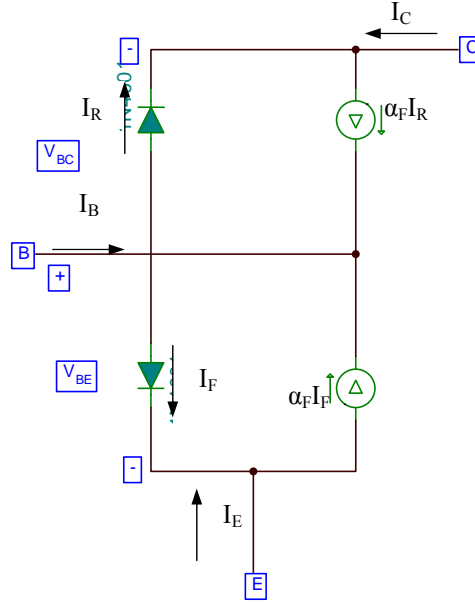 I_C
-
C
I_R
α_FI_R
V_BC
I_B
B
+
V_BE
I_F
α_FI_F
-
I_E
E